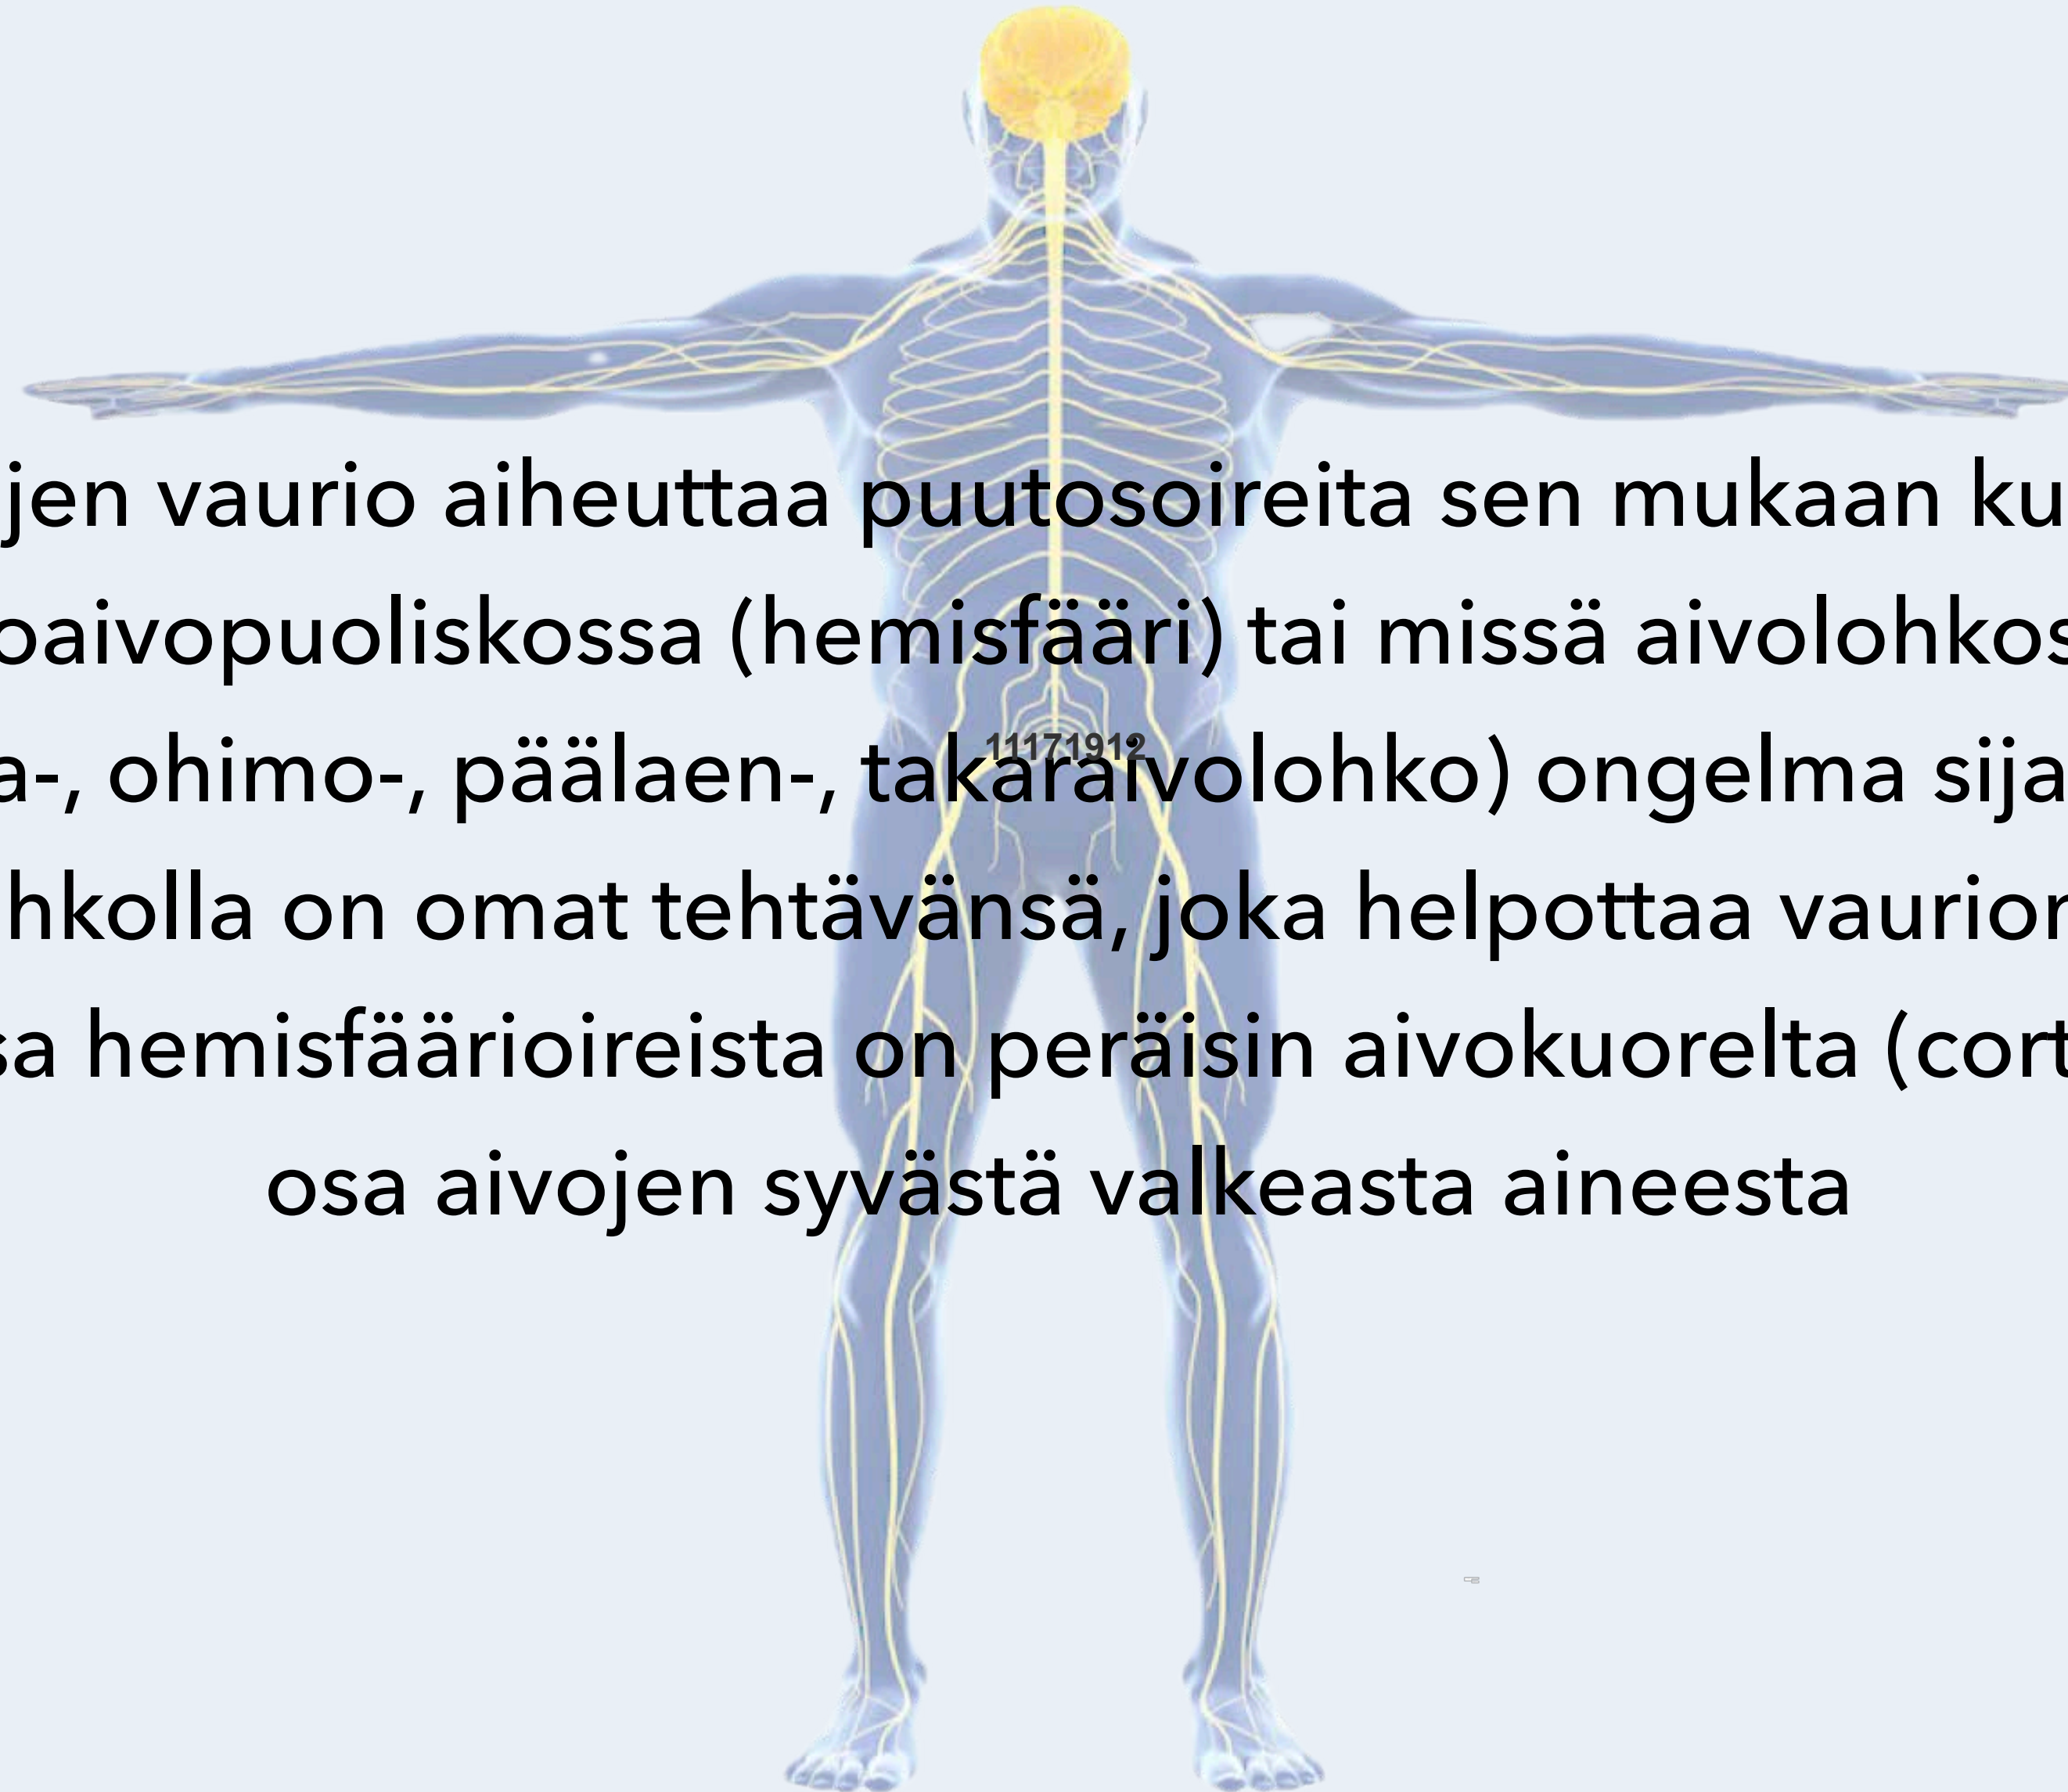 jen vaurio aiheuttaa puutosoireita sen mukaan ku
oaivopuoliskossa (hemisfääri) tai missä aivolohkos
a-, ohimo-, päälaen-, takaraivolohko) ongelma sija
11171912
hkolla on omat tehtävänsä, joka helpottaa vaurion
sa hemisfäärioireista on peräisin aivokuorelta (cort
osa aivojen syvästä valkeasta aineesta